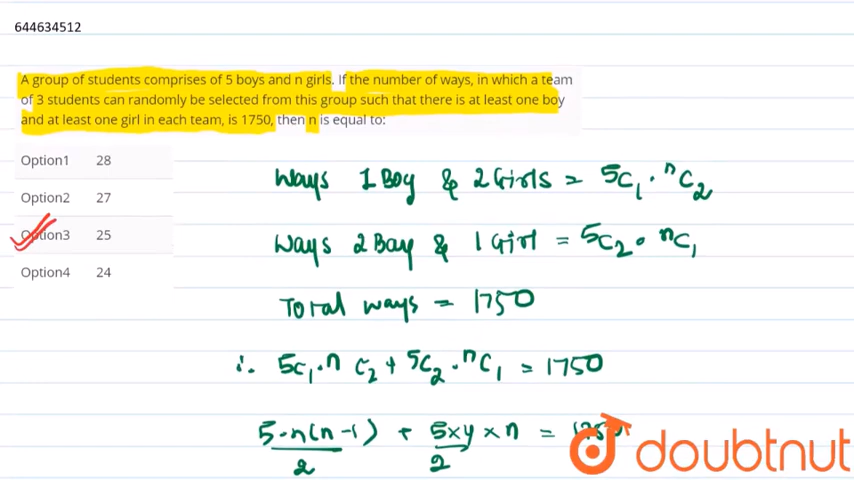 644634512
A group of students comprises of 5 boys and n girls. If the number of ways, in which a team
of 3 students can randomly be selected from this group such that there is at least one boy
and at least one girl in each team, is 1750, then n is equal to:
Option1 28
Option2 27
Option3 25
Option4 24
Ways 1 Boy & 2 Girls = 5C₁ · ⁿC₂
Ways 2 Boy & 1 Girl = 5C₂ · ⁿC₁
Total ways = 1750
∴ 5C₁ · ⁿC₂ + 5C₂ · ⁿC₁ = 1750
5·n(n-1)/2 + 5×4/2 × n = 1750
doubtnut